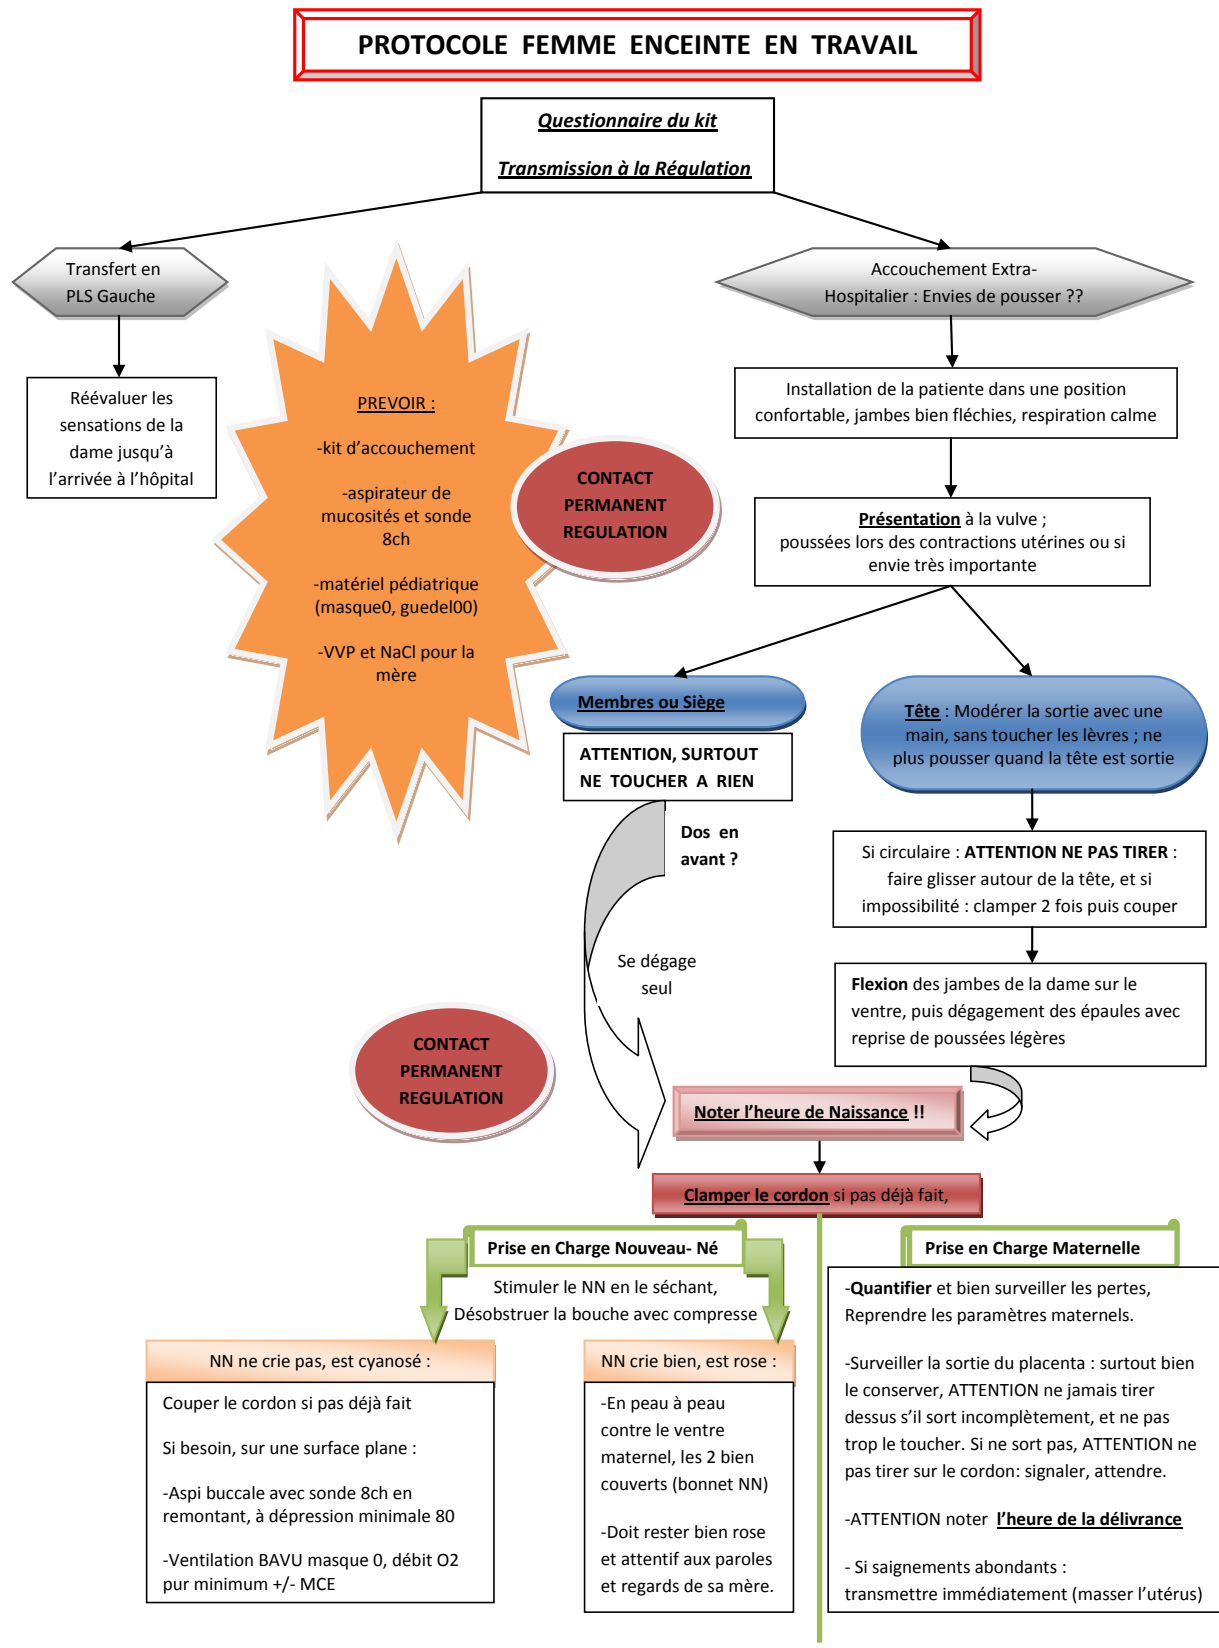 PROTOCOLE FEMME ENCEINTE EN TRAVAIL
Questionnaire du kit
Transmission à la Régulation
Transfert en
PLS Gauche
Réévaluer les
sensations de la
dame jusqu’à
l’arrivée à l’hôpital
PREVOIR :
-kit d’accouchement
-aspirateur de
mucosités et sonde
8ch
-matériel pédiatrique
(masque0, guedel00)
-VVP et NaCl pour la
mère
CONTACT
PERMANENT
REGULATION
Accouchement Extra-
Hospitalier : Envies de pousser ??
Installation de la patiente dans une position
confortable, jambes bien fléchies, respiration calme
Présentation à la vulve ;
poussées lors des contractions utérines ou si
envie très importante
Membres ou Siège
ATTENTION, SURTOUT
NE TOUCHER A RIEN
Dos en
avant ?
Se dégage
seul
Tête : Modérer la sortie avec une
main, sans toucher les lèvres ; ne
plus pousser quand la tête est sortie
Si circulaire : ATTENTION NE PAS TIRER :
faire glisser autour de la tête, et si
impossibilité : clamper 2 fois puis couper
Flexion des jambes de la dame sur le
ventre, puis dégagement des épaules avec
reprise de poussées légères
CONTACT
PERMANENT
REGULATION
Noter l’heure de Naissance !!
Clamper le cordon si pas déjà fait,
Prise en Charge Nouveau- Né
Stimuler le NN en le séchant,
Désobstruer la bouche avec compresse
NN ne crie pas, est cyanosé :
Couper le cordon si pas déjà fait
Si besoin, sur une surface plane :
-Aspi buccale avec sonde 8ch en
remontant, à dépression minimale 80
-Ventilation BAVU masque 0, débit O2
pur minimum +/- MCE
NN crie bien, est rose :
-En peau à peau
contre le ventre
maternel, les 2 bien
couverts (bonnet NN)
-Doit rester bien rose
et attentif aux paroles
et regards de sa mère.
Prise en Charge Maternelle
-Quantifier et bien surveiller les pertes,
Reprendre les paramètres maternels.
-Surveiller la sortie du placenta : surtout bien
le conserver, ATTENTION ne jamais tirer
dessus s’il sort incomplètement, et ne pas
trop le toucher. Si ne sort pas, ATTENTION ne
pas tirer sur le cordon: signaler, attendre.
-ATTENTION noter l’heure de la délivrance
- Si saignements abondants :
transmettre immédiatement (masser l’utérus)